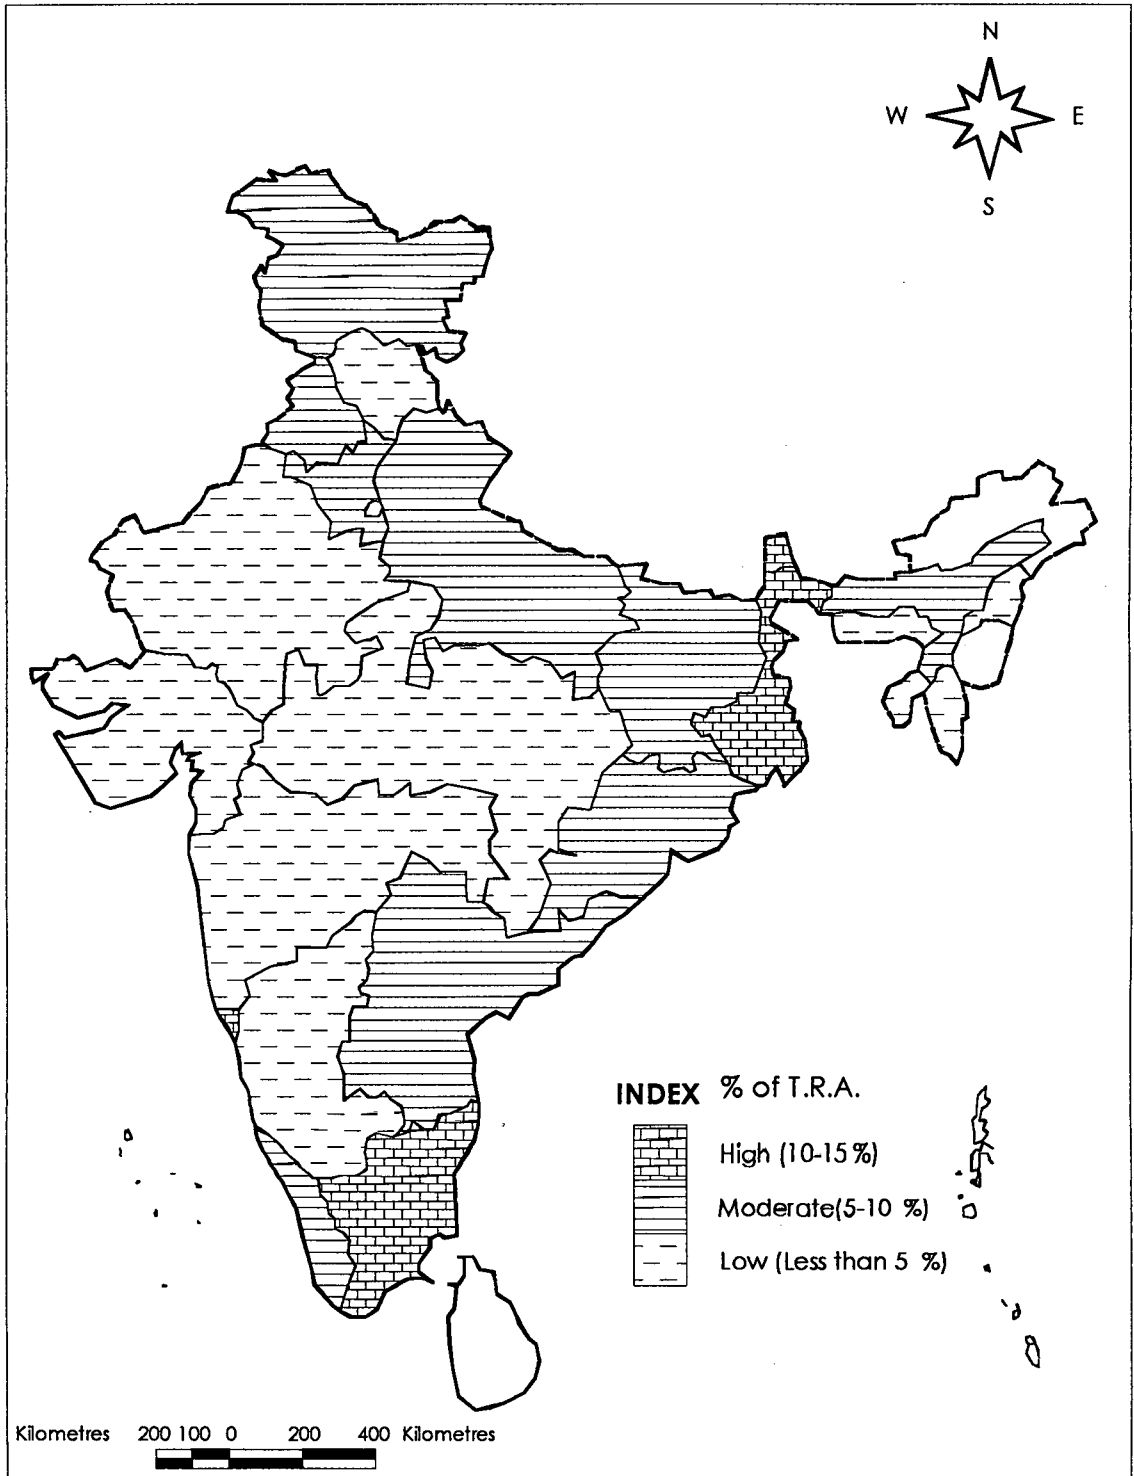 N
W E
S
INDEX % of T.R.A.
High (10-15 %)
Moderate(5-10 %)
Low (Less than 5 %)
Kilometres 200 100 0 200 400 Kilometres